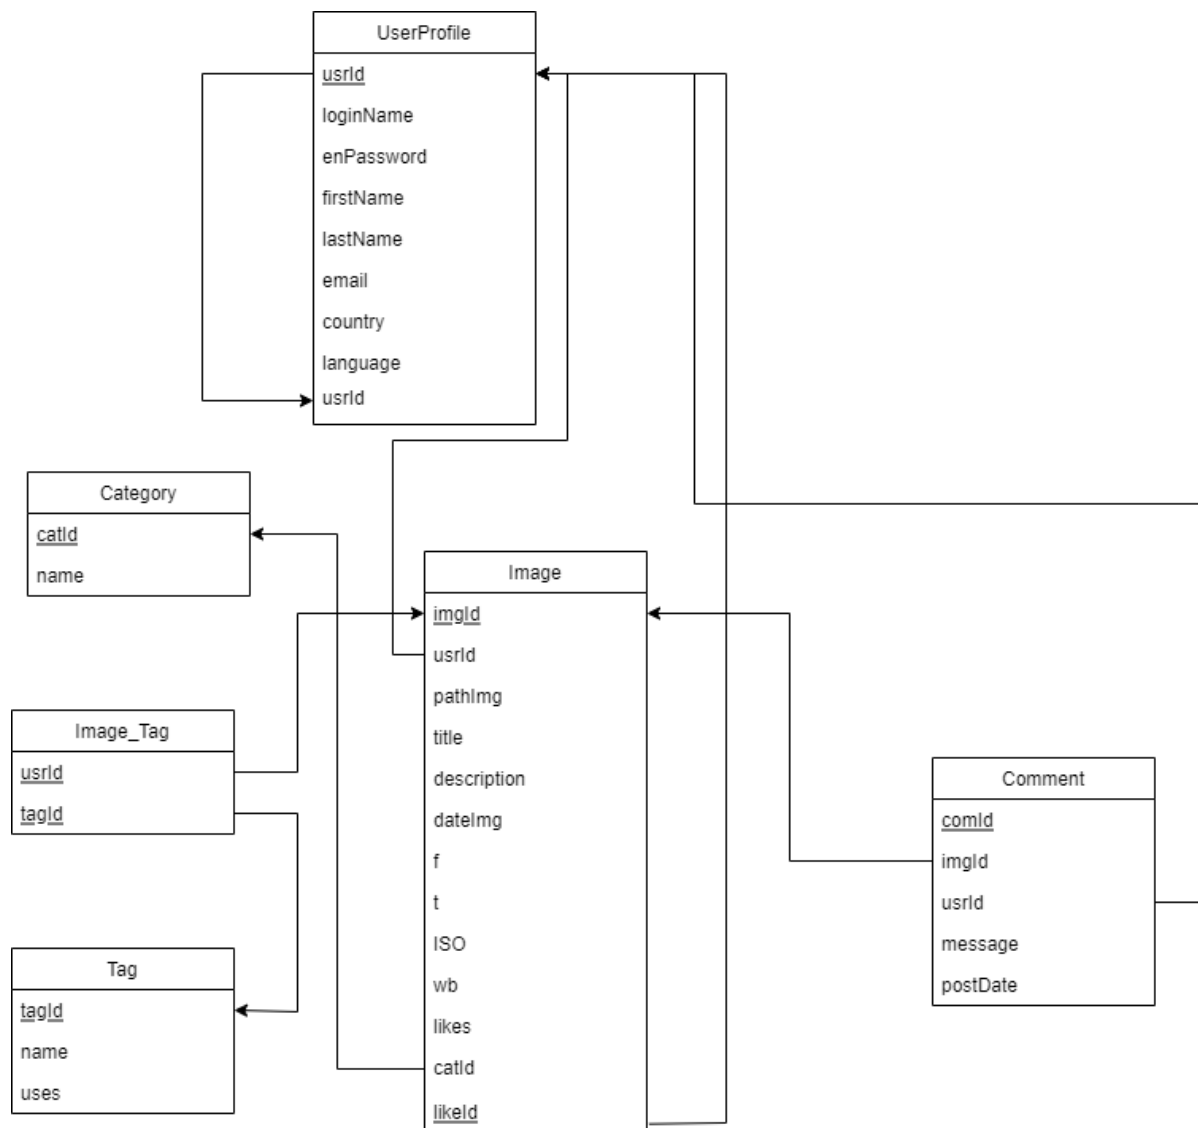 UserProfile
usrId
loginName
enPassword
firstName
lastName
email
country
language
usrId
Category
catId
name
Image
imgId
usrId
pathImg
title
description
dateImg
f
t
ISO
wb
likes
catId
likeId
Image_Tag
usrId
tagId
Tag
tagId
name
uses
Comment
comId
imgId
usrId
message
postDate